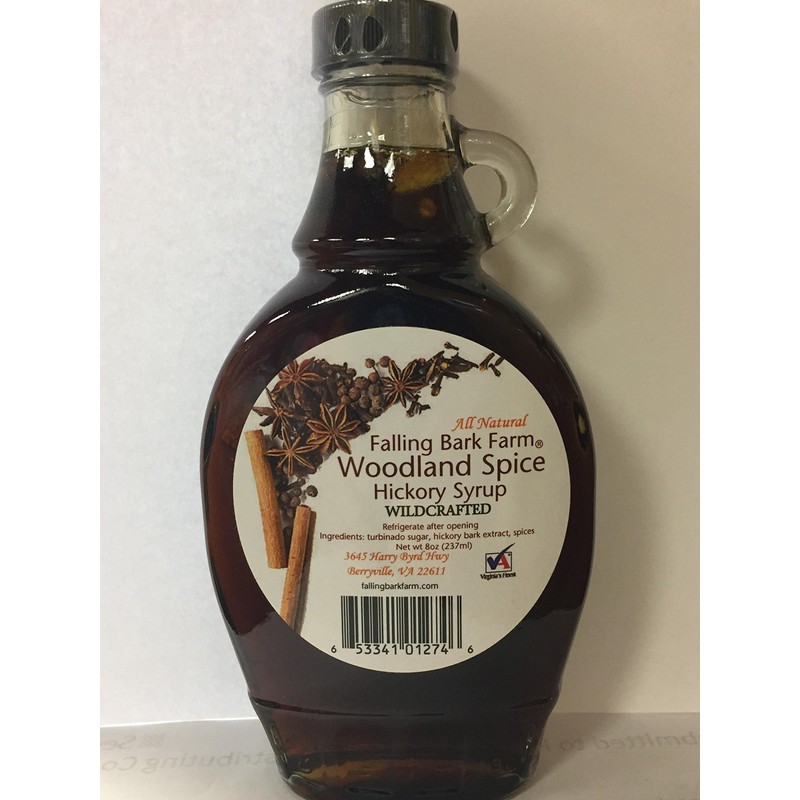 All Natural
Falling Bark Farm®
Woodland Spice
Hickory Syrup
WILDCRAFTED
Refrigerate after opening
Ingredients: turbinado sugar, hickory bark extract, spices
Net wt 8oz (237ml)
3645 Harry Byrd Hwy
Berryville, VA 22611
VA
Virginia's Finest
fallingbarkfarm.com
6 53341 01274 6